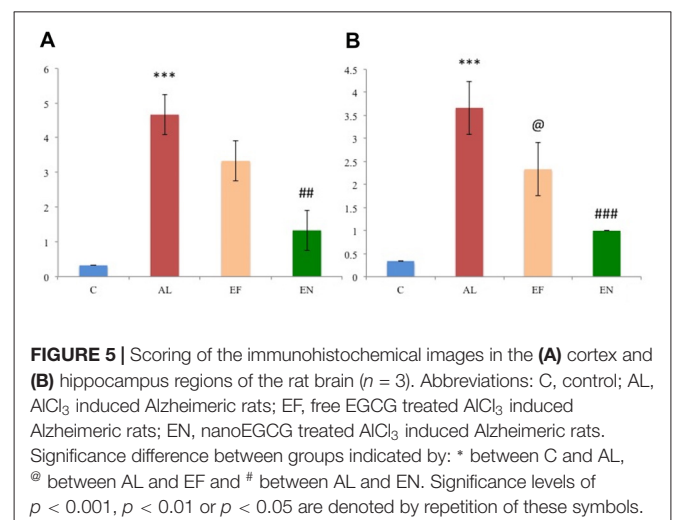 A
B
6
5
4
3
2
1
0
***
##
C AL EF EN
4.5
4
3.5
3
2.5
2
1.5
1
0.5
0
***
@
###
C AL EF EN
FIGURE 5 | Scoring of the immunohistochemical images in the (A) cortex and
(B) hippocampus regions of the rat brain (n = 3). Abbreviations: C, control; AL,
AlCl₃ induced Alzheimeric rats; EF, free EGCG treated AlCl₃ induced
Alzheimeric rats; EN, nanoEGCG treated AlCl₃ induced Alzheimeric rats.
Significance difference between groups indicated by: * between C and AL,
@ between AL and EF and # between AL and EN. Significance levels of
p < 0.001, p < 0.01 or p < 0.05 are denoted by repetition of these symbols.